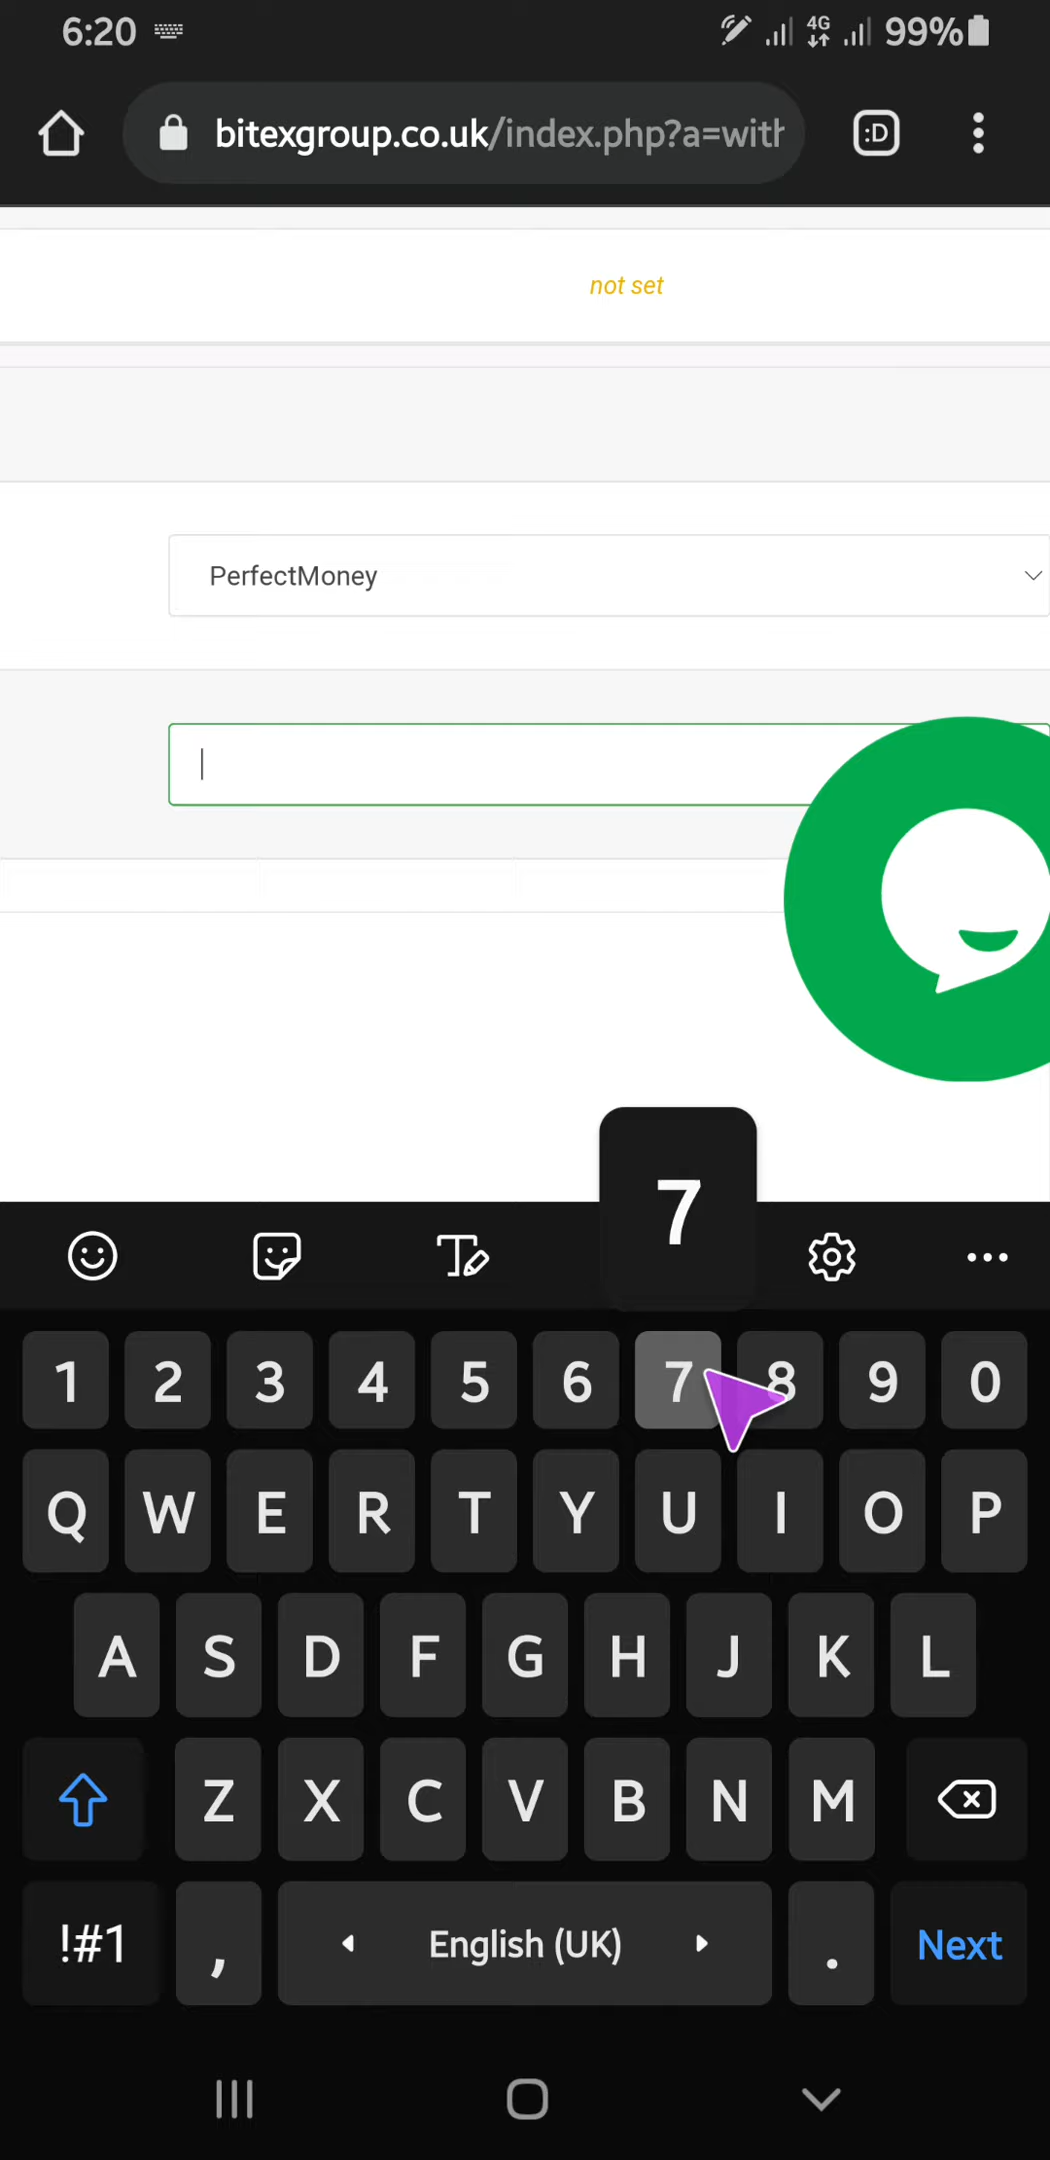 6:20 4G 99%
bitexgroup.co.uk/index.php?a=with
:D
not set
PerfectMoney
7
1 2 3 4 5 6 7 8 9 0
Q W E R T Y U I O P
A S D F G H J K L
Z X C V B N M
!#1 , English (UK) . Next